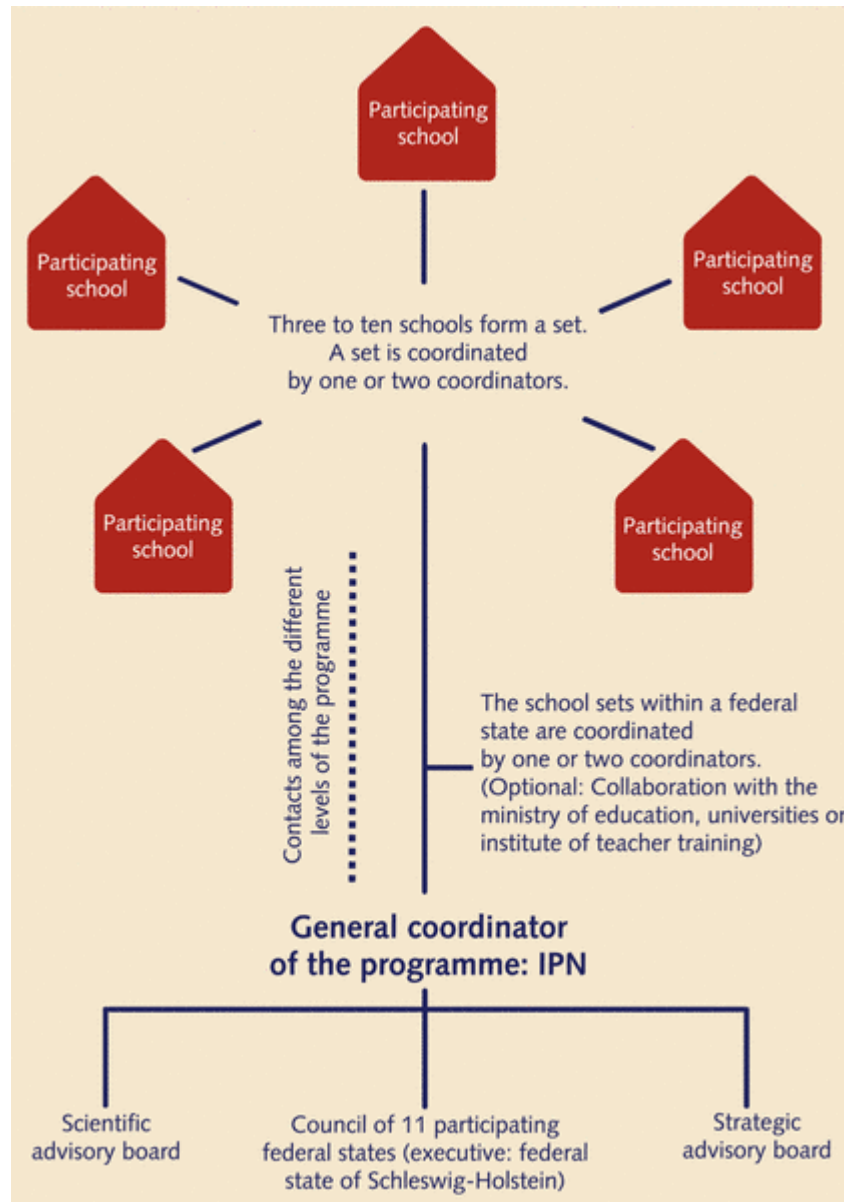 Participating
school
Participating
school
Participating
school
Three to ten schools form a set.
A set is coordinated
by one or two coordinators.
Participating
school
Participating
school
Contacts among the different
levels of the programme
The school sets within a federal
state are coordinated
by one or two coordinators.
(Optional: Collaboration with the
ministry of education, universities or
institute of teacher training)
General coordinator
of the programme: IPN
Scientific
advisory board
Council of 11 participating
federal states (executive: federal
state of Schleswig-Holstein)
Strategic
advisory board